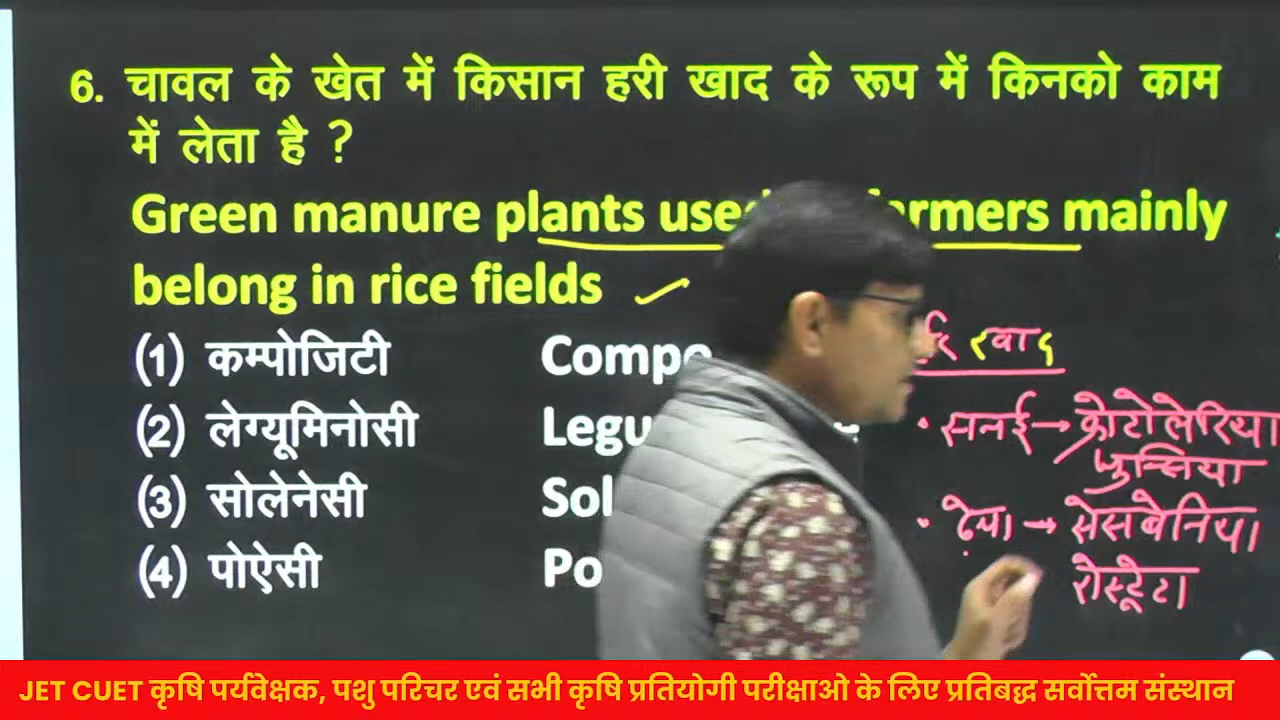 6. चावल के खेत में किसान हरी खाद के रूप में किनको काम
में लेता है ?
Green manure plants used farmers mainly
belong in rice fields
(1) कम्पोजिटी Compo
(2) लेग्यूमिनोसी Legu
(3) सोलेनेसी Sol
(4) पोऐसी Po
खाद
• सनई → क्रोटोलेरिया
जुन्सिया
• ढेंचा → सेसबेनिया
रोस्ट्रेटा
JET CUET कृषि पर्यवेक्षक, पशु परिचर एवं सभी कृषि प्रतियोगी परीक्षाओ के लिए प्रतिबद्ध सर्वोत्तम संस्थान